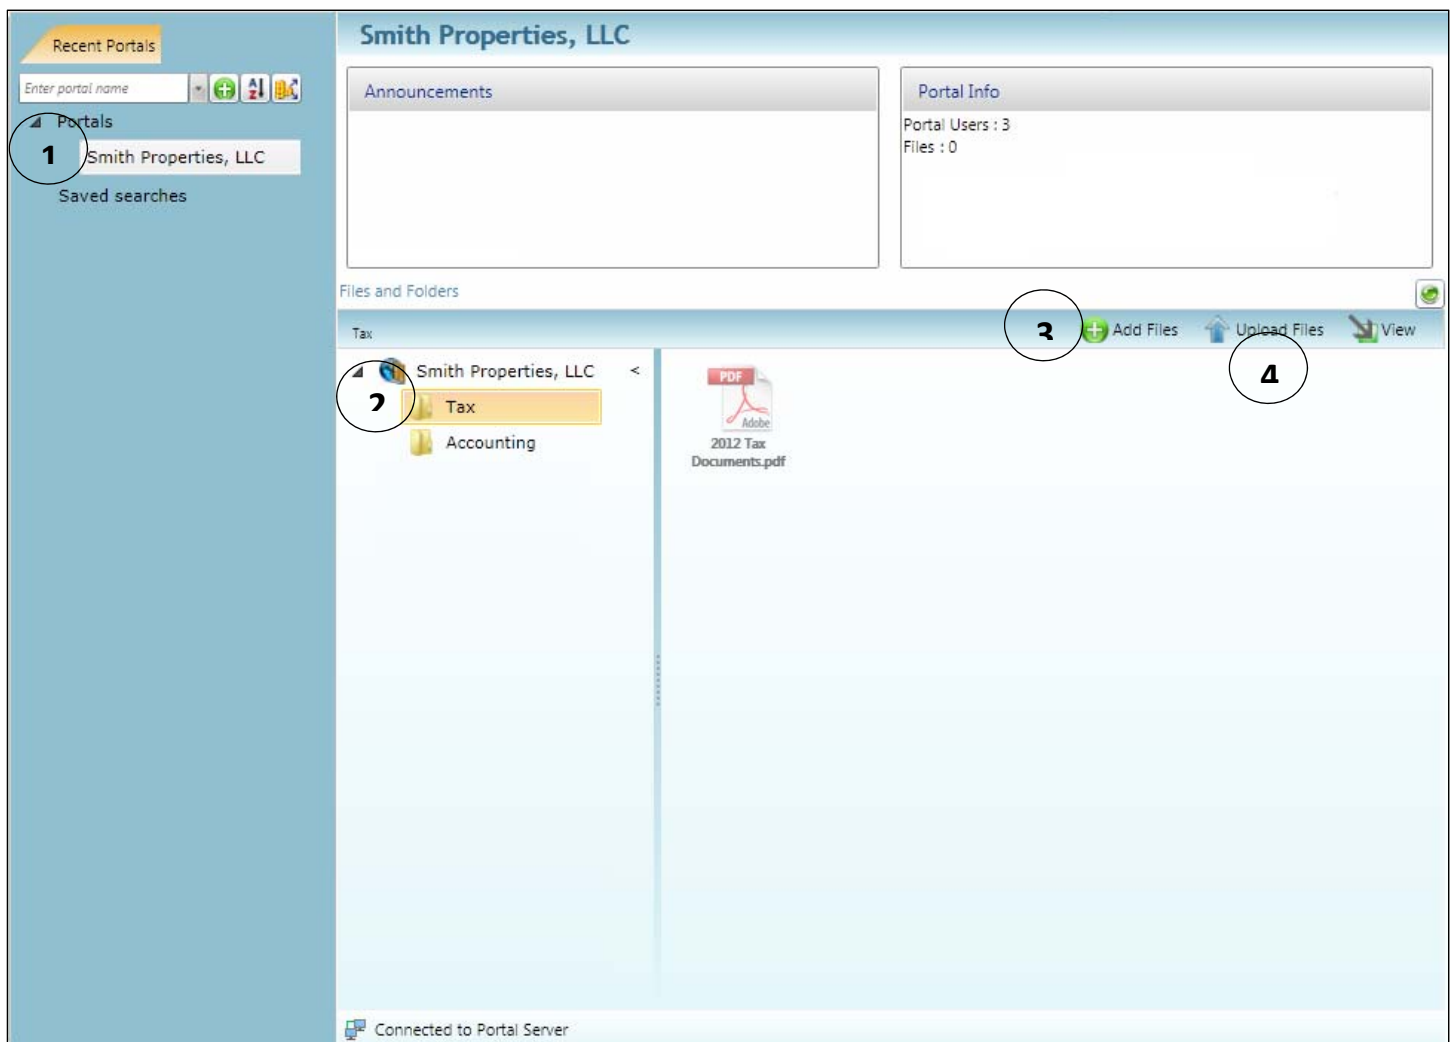 Smith Properties, LLC
Recent Portals
Enter portal name
Portals
1
Smith Properties, LLC
Saved searches
Announcements
Portal Info
Portal Users : 3
Files : 0
Files and Folders
Tax
3
Add Files
Upload Files
View
4
Smith Properties, LLC <
2
Tax
Accounting
PDF
Adobe
2012 Tax
Documents.pdf
Connected to Portal Server